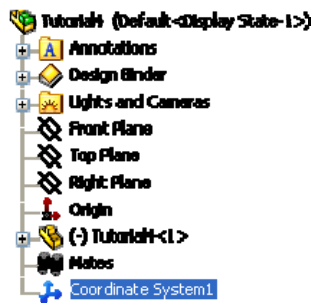 Tutorial4 (Default<Display State-1>)
Annotations
Design Binder
Lights and Cameras
Front Plane
Top Plane
Right Plane
Origin
(-) Tutorial4<1>
Mates
Coordinate System1